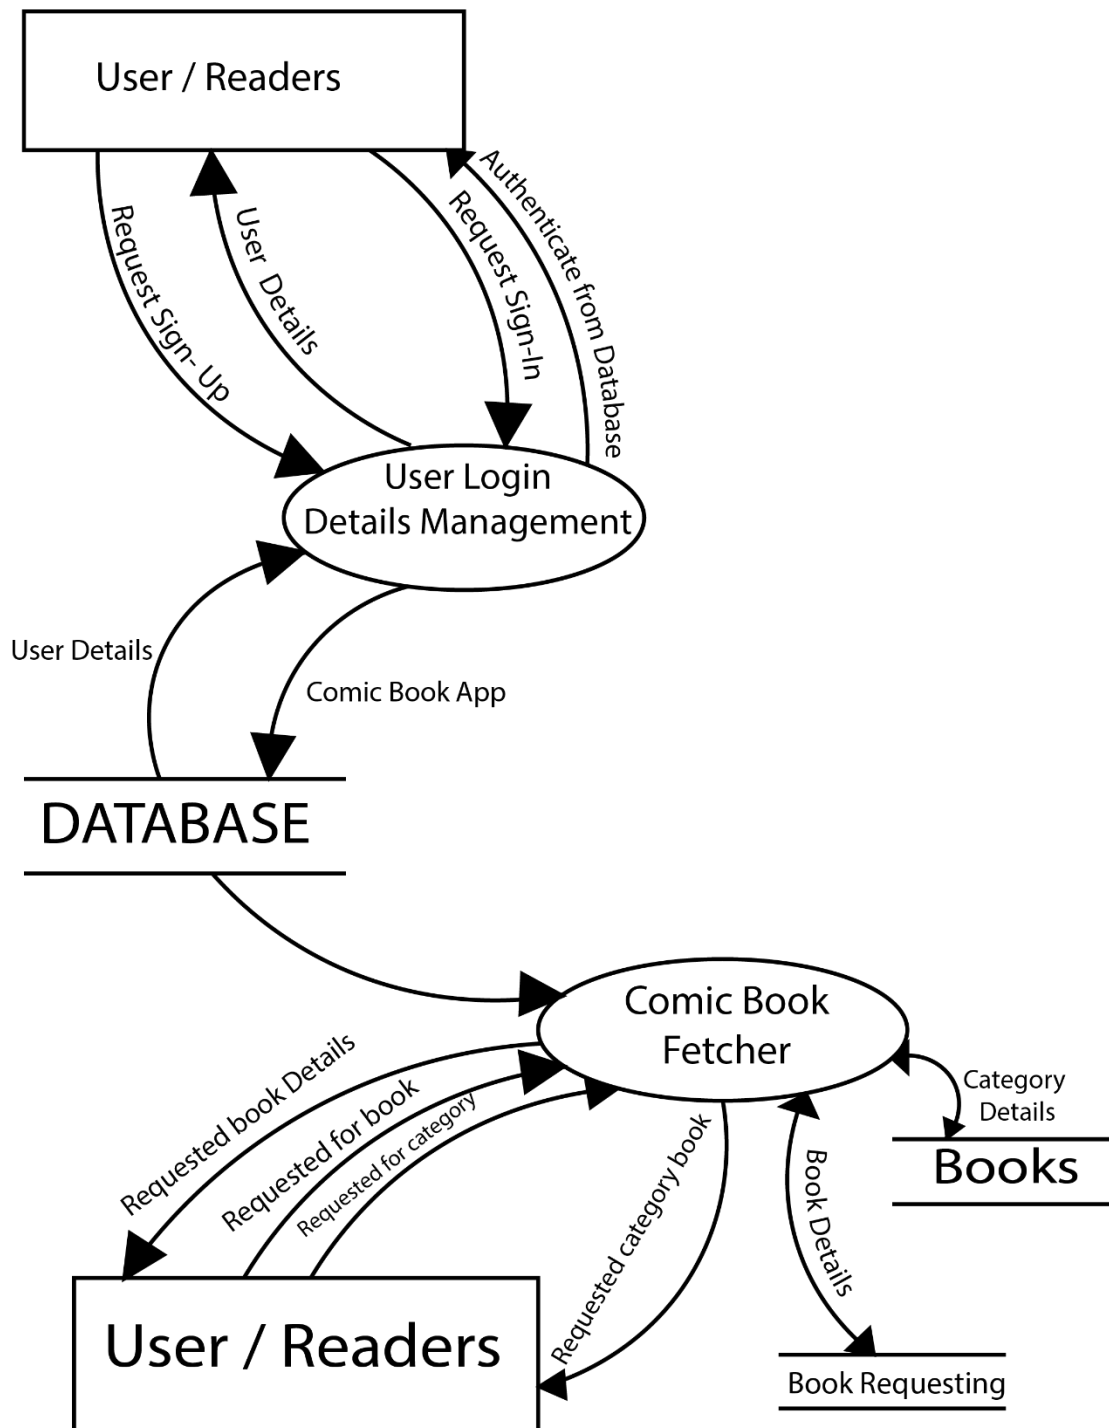 User / Readers
Request Sign- Up
User Details
Request Sign-In
Authenticate from Database
User Login
Details Management
User Details
Comic Book App
DATABASE
Comic Book
Fetcher
Requested book Details
Requested for book
Requested for category
Requested category book
Book Details
Category
Details
Books
User / Readers
Book Requesting